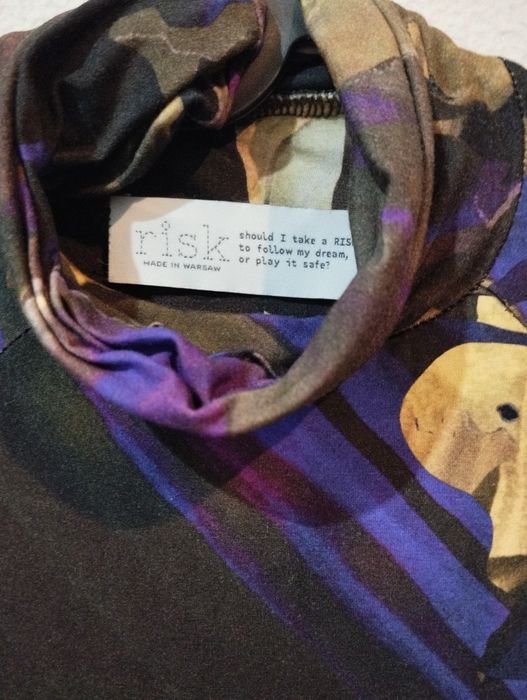 risk
MADE IN WARSAW
should I take a RIS
to follow my dream,
or play it safe?